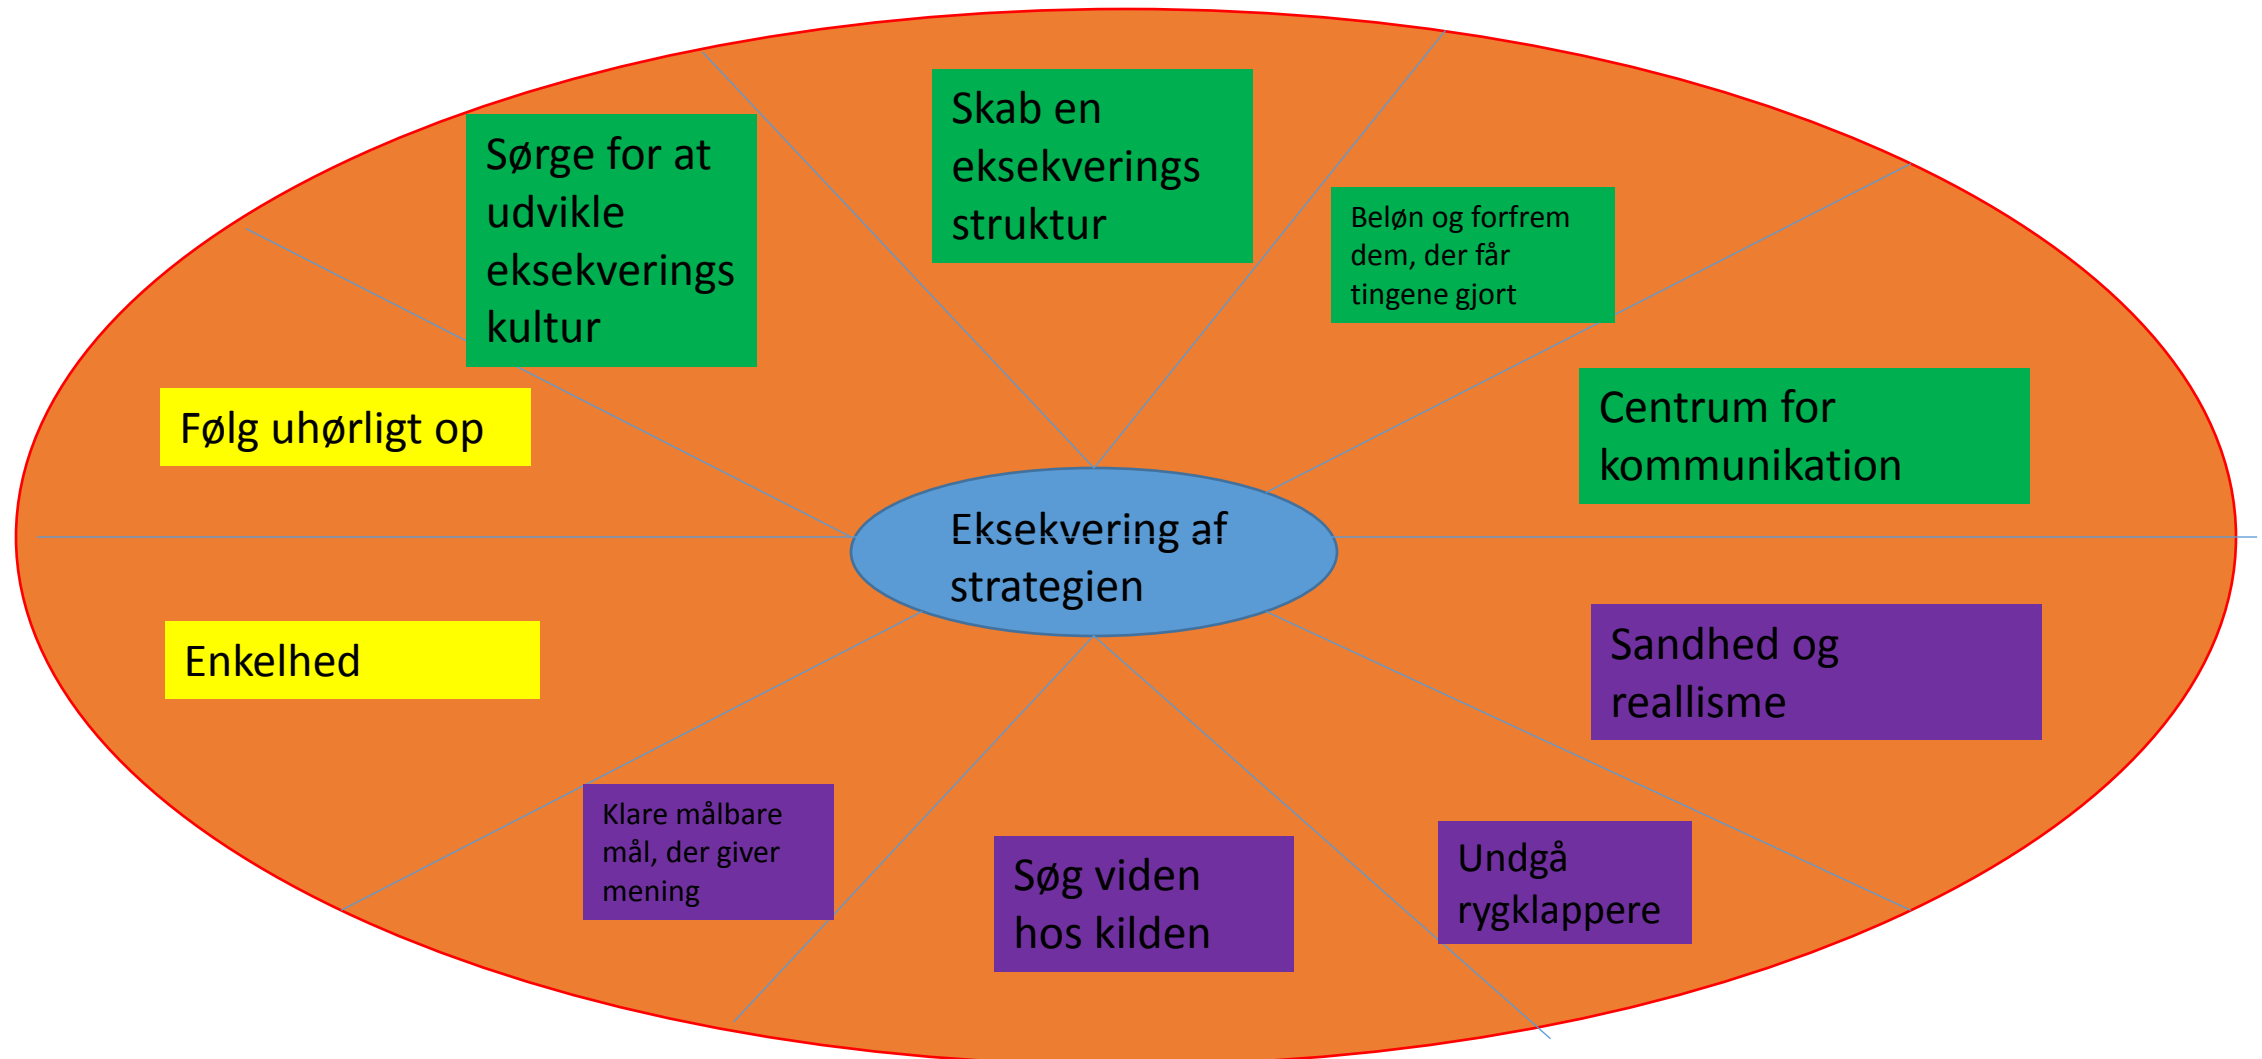 Skab en
eksekverings
struktur
Sørge for at
udvikle
eksekverings
kultur
Beløn og forfrem
dem, der får
tingene gjort
Følg uhørligt op
Centrum for
kommunikation
Eksekvering af
strategien
Enkelhed
Sandhed og
reallisme
Klare målbare
mål, der giver
mening
Søg viden
hos kilden
Undgå
rygklappere